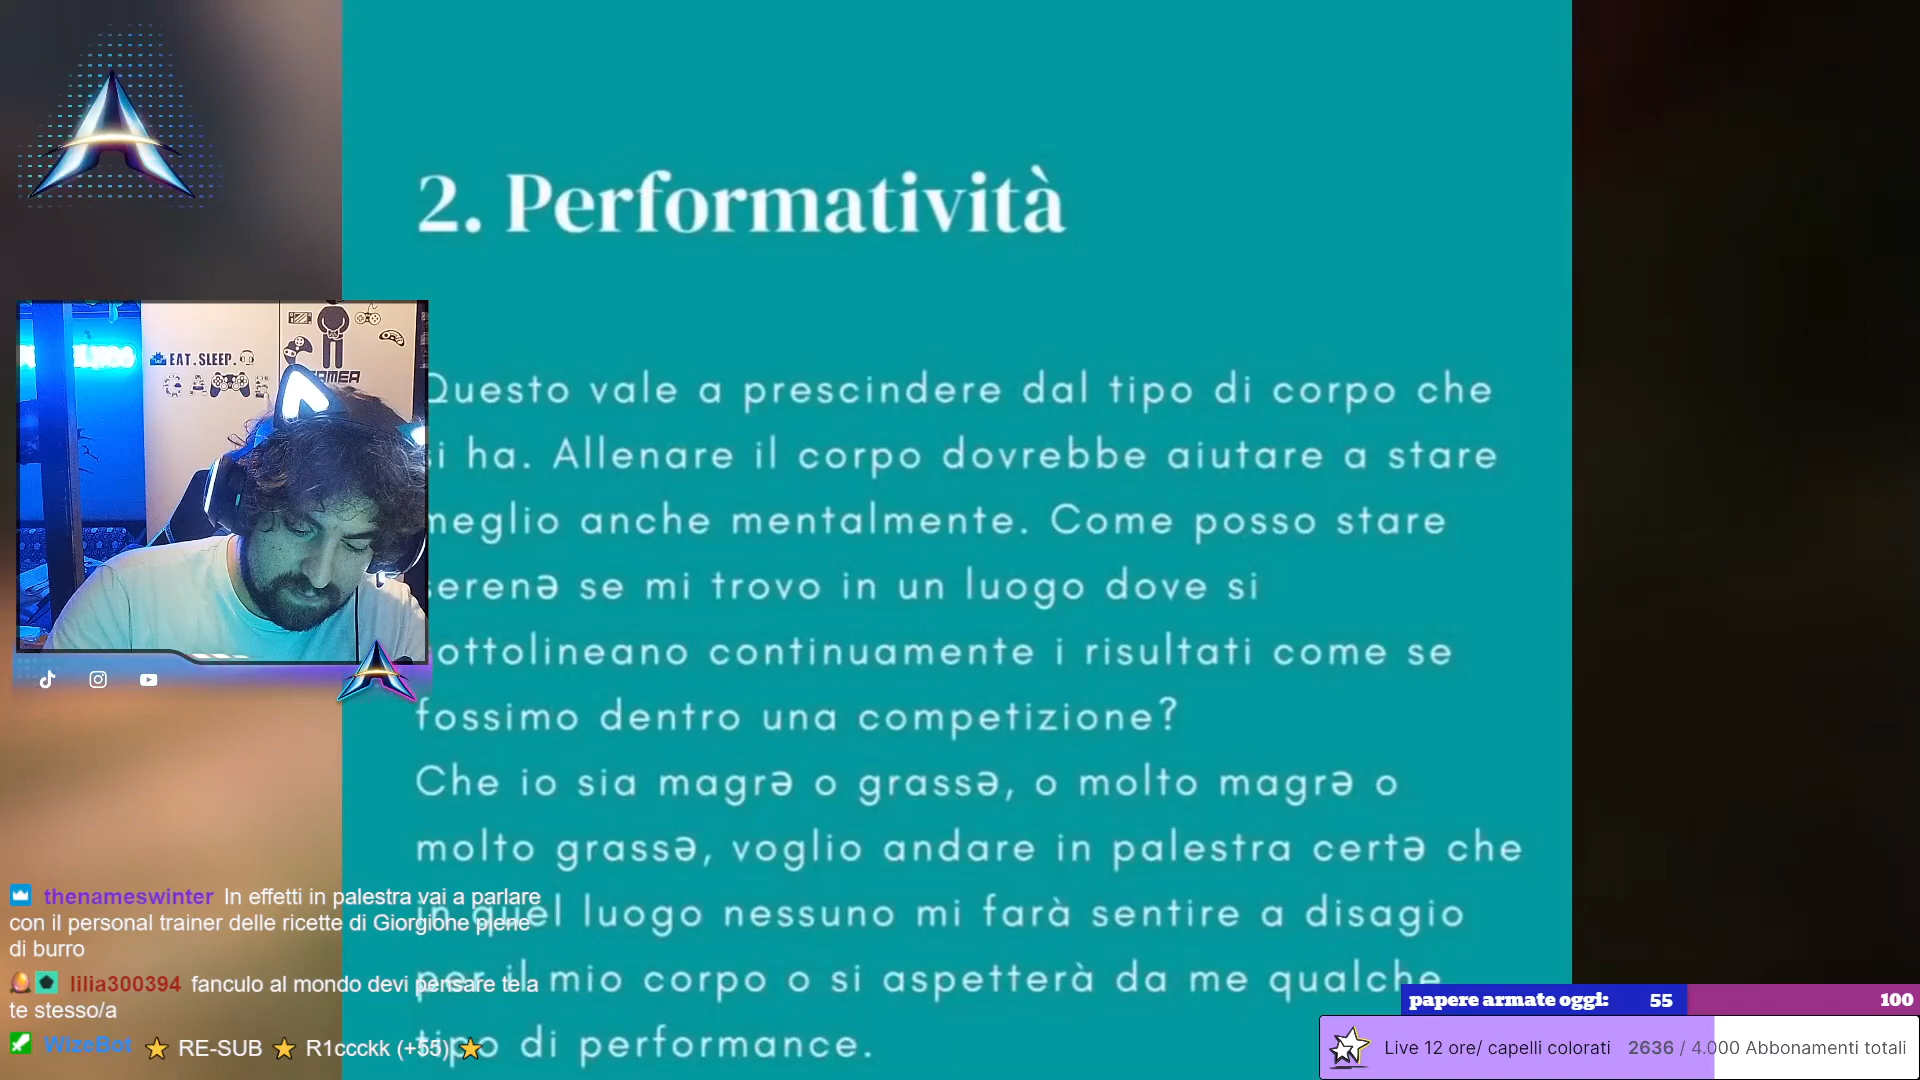 2. Performatività
EAT.SLEEP.
GAMER
Questo vale a prescindere dal tipo di corpo che
si ha. Allenare il corpo dovrebbe aiutare a stare
meglio anche mentalmente. Come posso stare
serenə se mi trovo in un luogo dove si
sottolineano continuamente i risultati come se
fossimo dentro una competizione?
Che io sia magrə o grassə, o molto magrə o
molto grassə, voglio andare in palestra certə che
in quel luogo nessuno mi farà sentire a disagio
per il mio corpo o si aspetterà da me qualche
tipo di performance.
thenameswinter In effetti in palestra vai a parlare
con il personal trainer delle ricette di Giorgione piene
di burro
lilia300394 fanculo al mondo devi pensare te a
te stesso/a
WizeBot RE-SUB R1ccckk (+55)
papere armate oggi: 55 100
Live 12 ore/ capelli colorati 2636 / 4.000 Abbonamenti totali